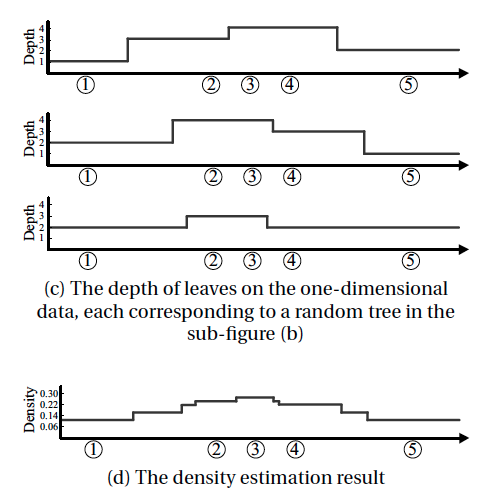 Depth
4
3
2
1
① ② ③ ④ ⑤
Depth
4
3
2
1
① ② ③ ④ ⑤
Depth
4
3
2
1
① ② ③ ④ ⑤
(c) The depth of leaves on the one-dimensional
data, each corresponding to a random tree in the
sub-figure (b)
Density
0.30
0.22
0.14
0.06
① ② ③ ④ ⑤
(d) The density estimation result